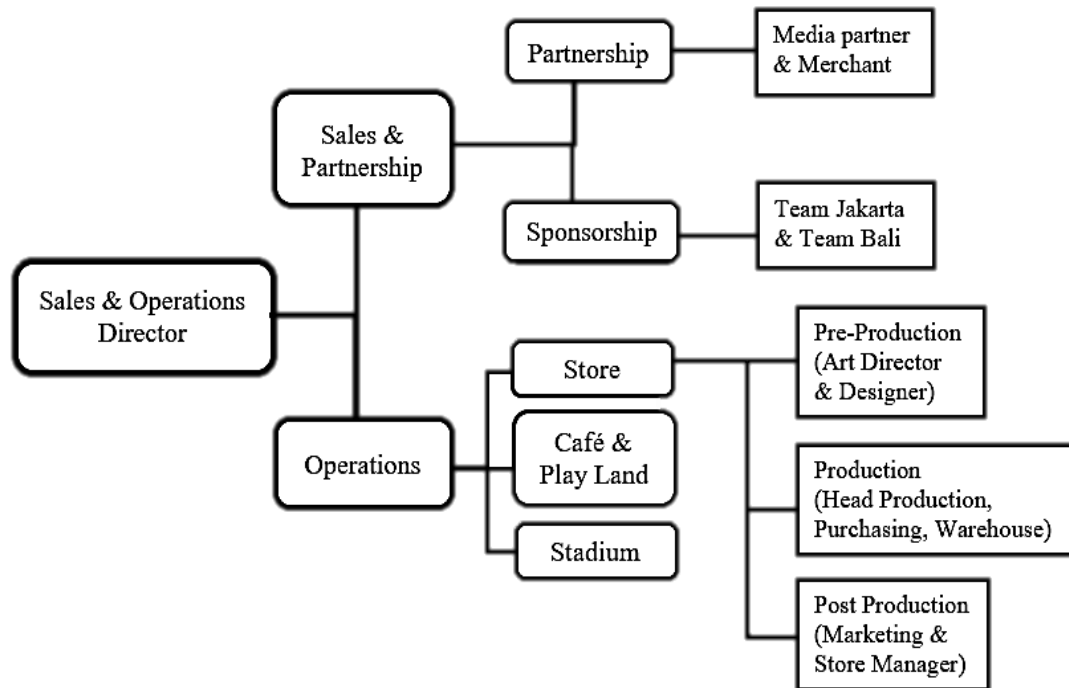 Sales & Operations
Director
Sales &
Partnership
Partnership
Media partner
& Merchant
Sponsorship
Team Jakarta
& Team Bali
Operations
Store
Pre-Production
(Art Director
& Designer)
Production
(Head Production,
Purchasing, Warehouse)
Post Production
(Marketing &
Store Manager)
Café &
Play Land
Stadium